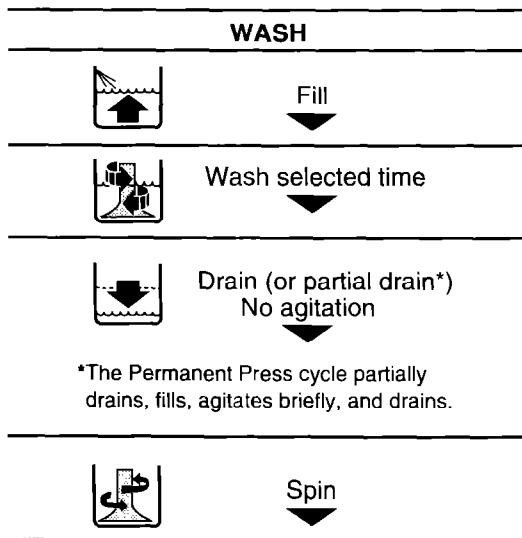 WASH
Fill
Wash selected time
Drain (or partial drain*)
No agitation
*The Permanent Press cycle partially
drains, fills, agitates briefly, and drains.
Spin